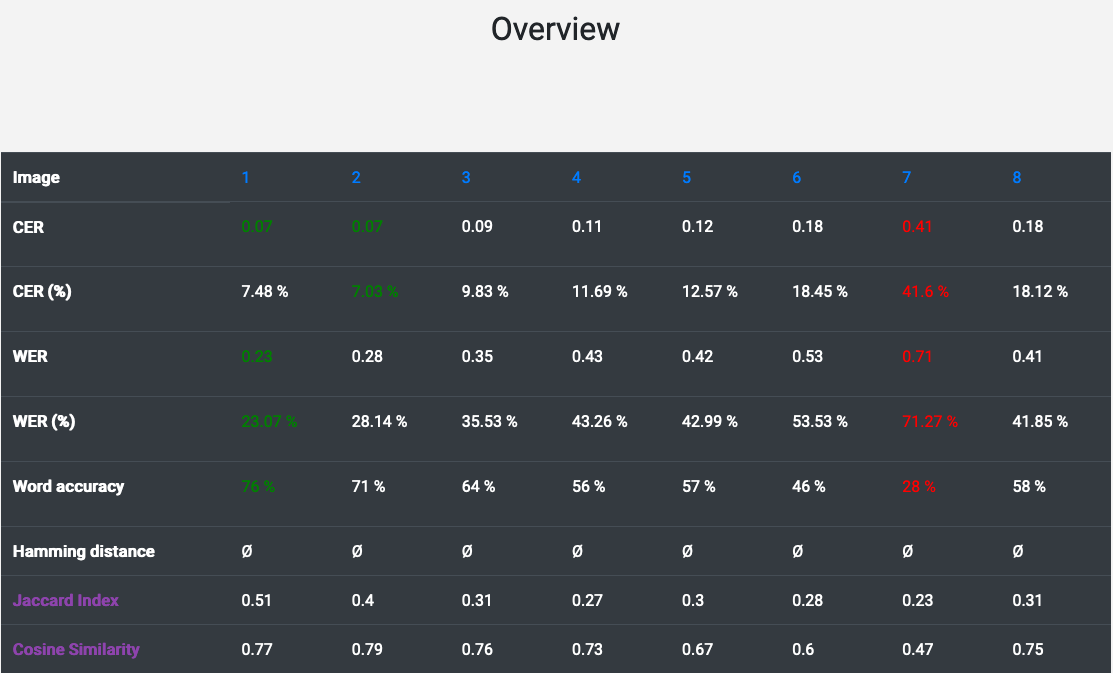 Overview
Image 1 2 3 4 5 6 7 8
CER 0.07 0.07 0.09 0.11 0.12 0.18 0.41 0.18
CER (%) 7.48 % 7.03 % 9.83 % 11.69 % 12.57 % 18.45 % 41.6 % 18.12 %
WER 0.23 0.28 0.35 0.43 0.42 0.53 0.71 0.41
WER (%) 23.07 % 28.14 % 35.53 % 43.26 % 42.99 % 53.53 % 71.27 % 41.85 %
Word accuracy 76 % 71 % 64 % 56 % 57 % 46 % 28 % 58 %
Hamming distance Ø Ø Ø Ø Ø Ø Ø Ø
Jaccard Index 0.51 0.4 0.31 0.27 0.3 0.28 0.23 0.31
Cosine Similarity 0.77 0.79 0.76 0.73 0.67 0.6 0.47 0.75